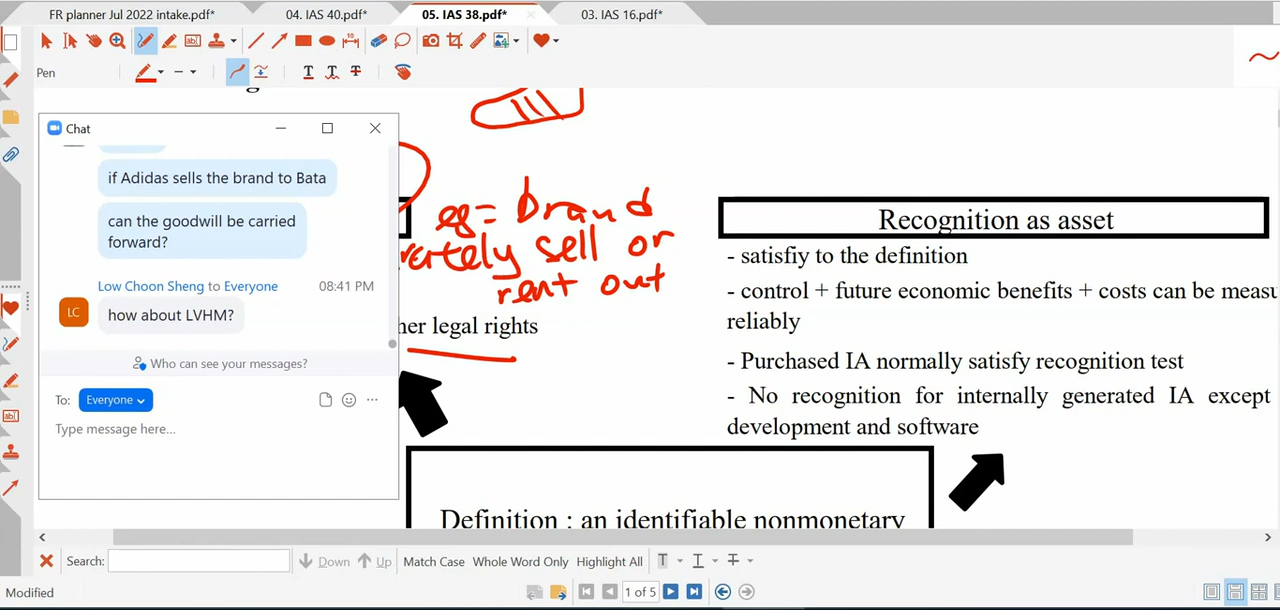 FR planner Jul 2022 intake.pdf*
04. IAS 40.pdf*
05. IAS 38.pdf*
03. IAS 16.pdf*
Pen
Chat
if Adidas sells the brand to Bata
can the goodwill be carried
forward?
Low Choon Sheng to Everyone
08:41 PM
LC
how about LVHM?
Who can see your messages?
To: Everyone
Type message here...
eg = brand
rately sell or
rent out
her legal rights
Recognition as asset
- satisfiy to the definition
- control + future economic benefits + costs can be measu
reliably
- Purchased IA normally satisfy recognition test
- No recognition for internally generated IA except
development and software
Definition : an identifiable nonmonetary
Search:
Down
Up
Match Case
Whole Word Only
Highlight All
Modified
1 of 5